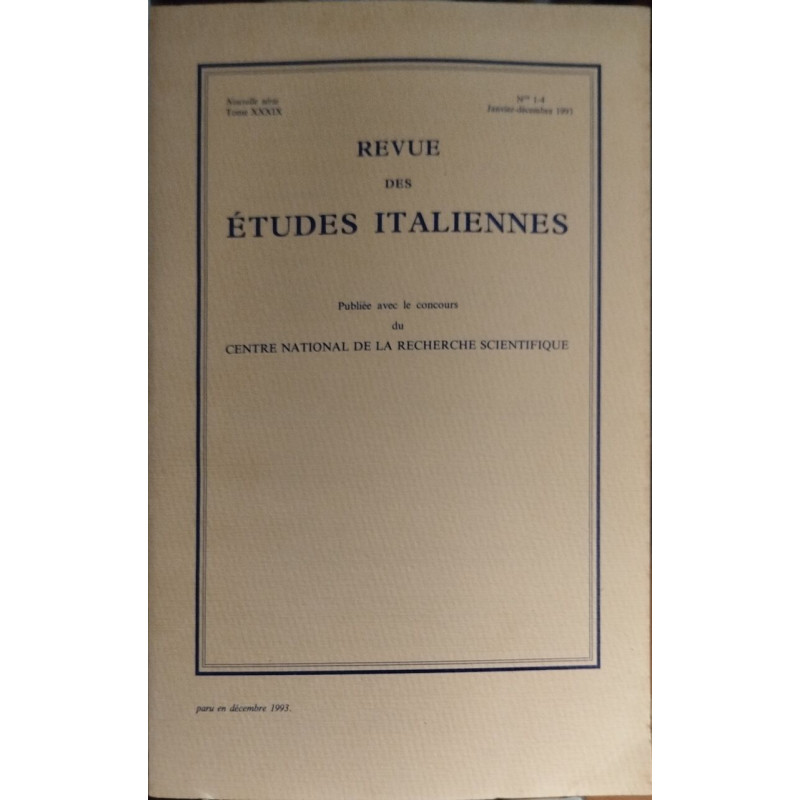 Nouvelle série
Tome XXXIX
Nos 1-4
Janvier-décembre 1993
REVUE
DES
ÉTUDES ITALIENNES
Publiée avec le concours
du
CENTRE NATIONAL DE LA RECHERCHE SCIENTIFIQUE
paru en décembre 1993.